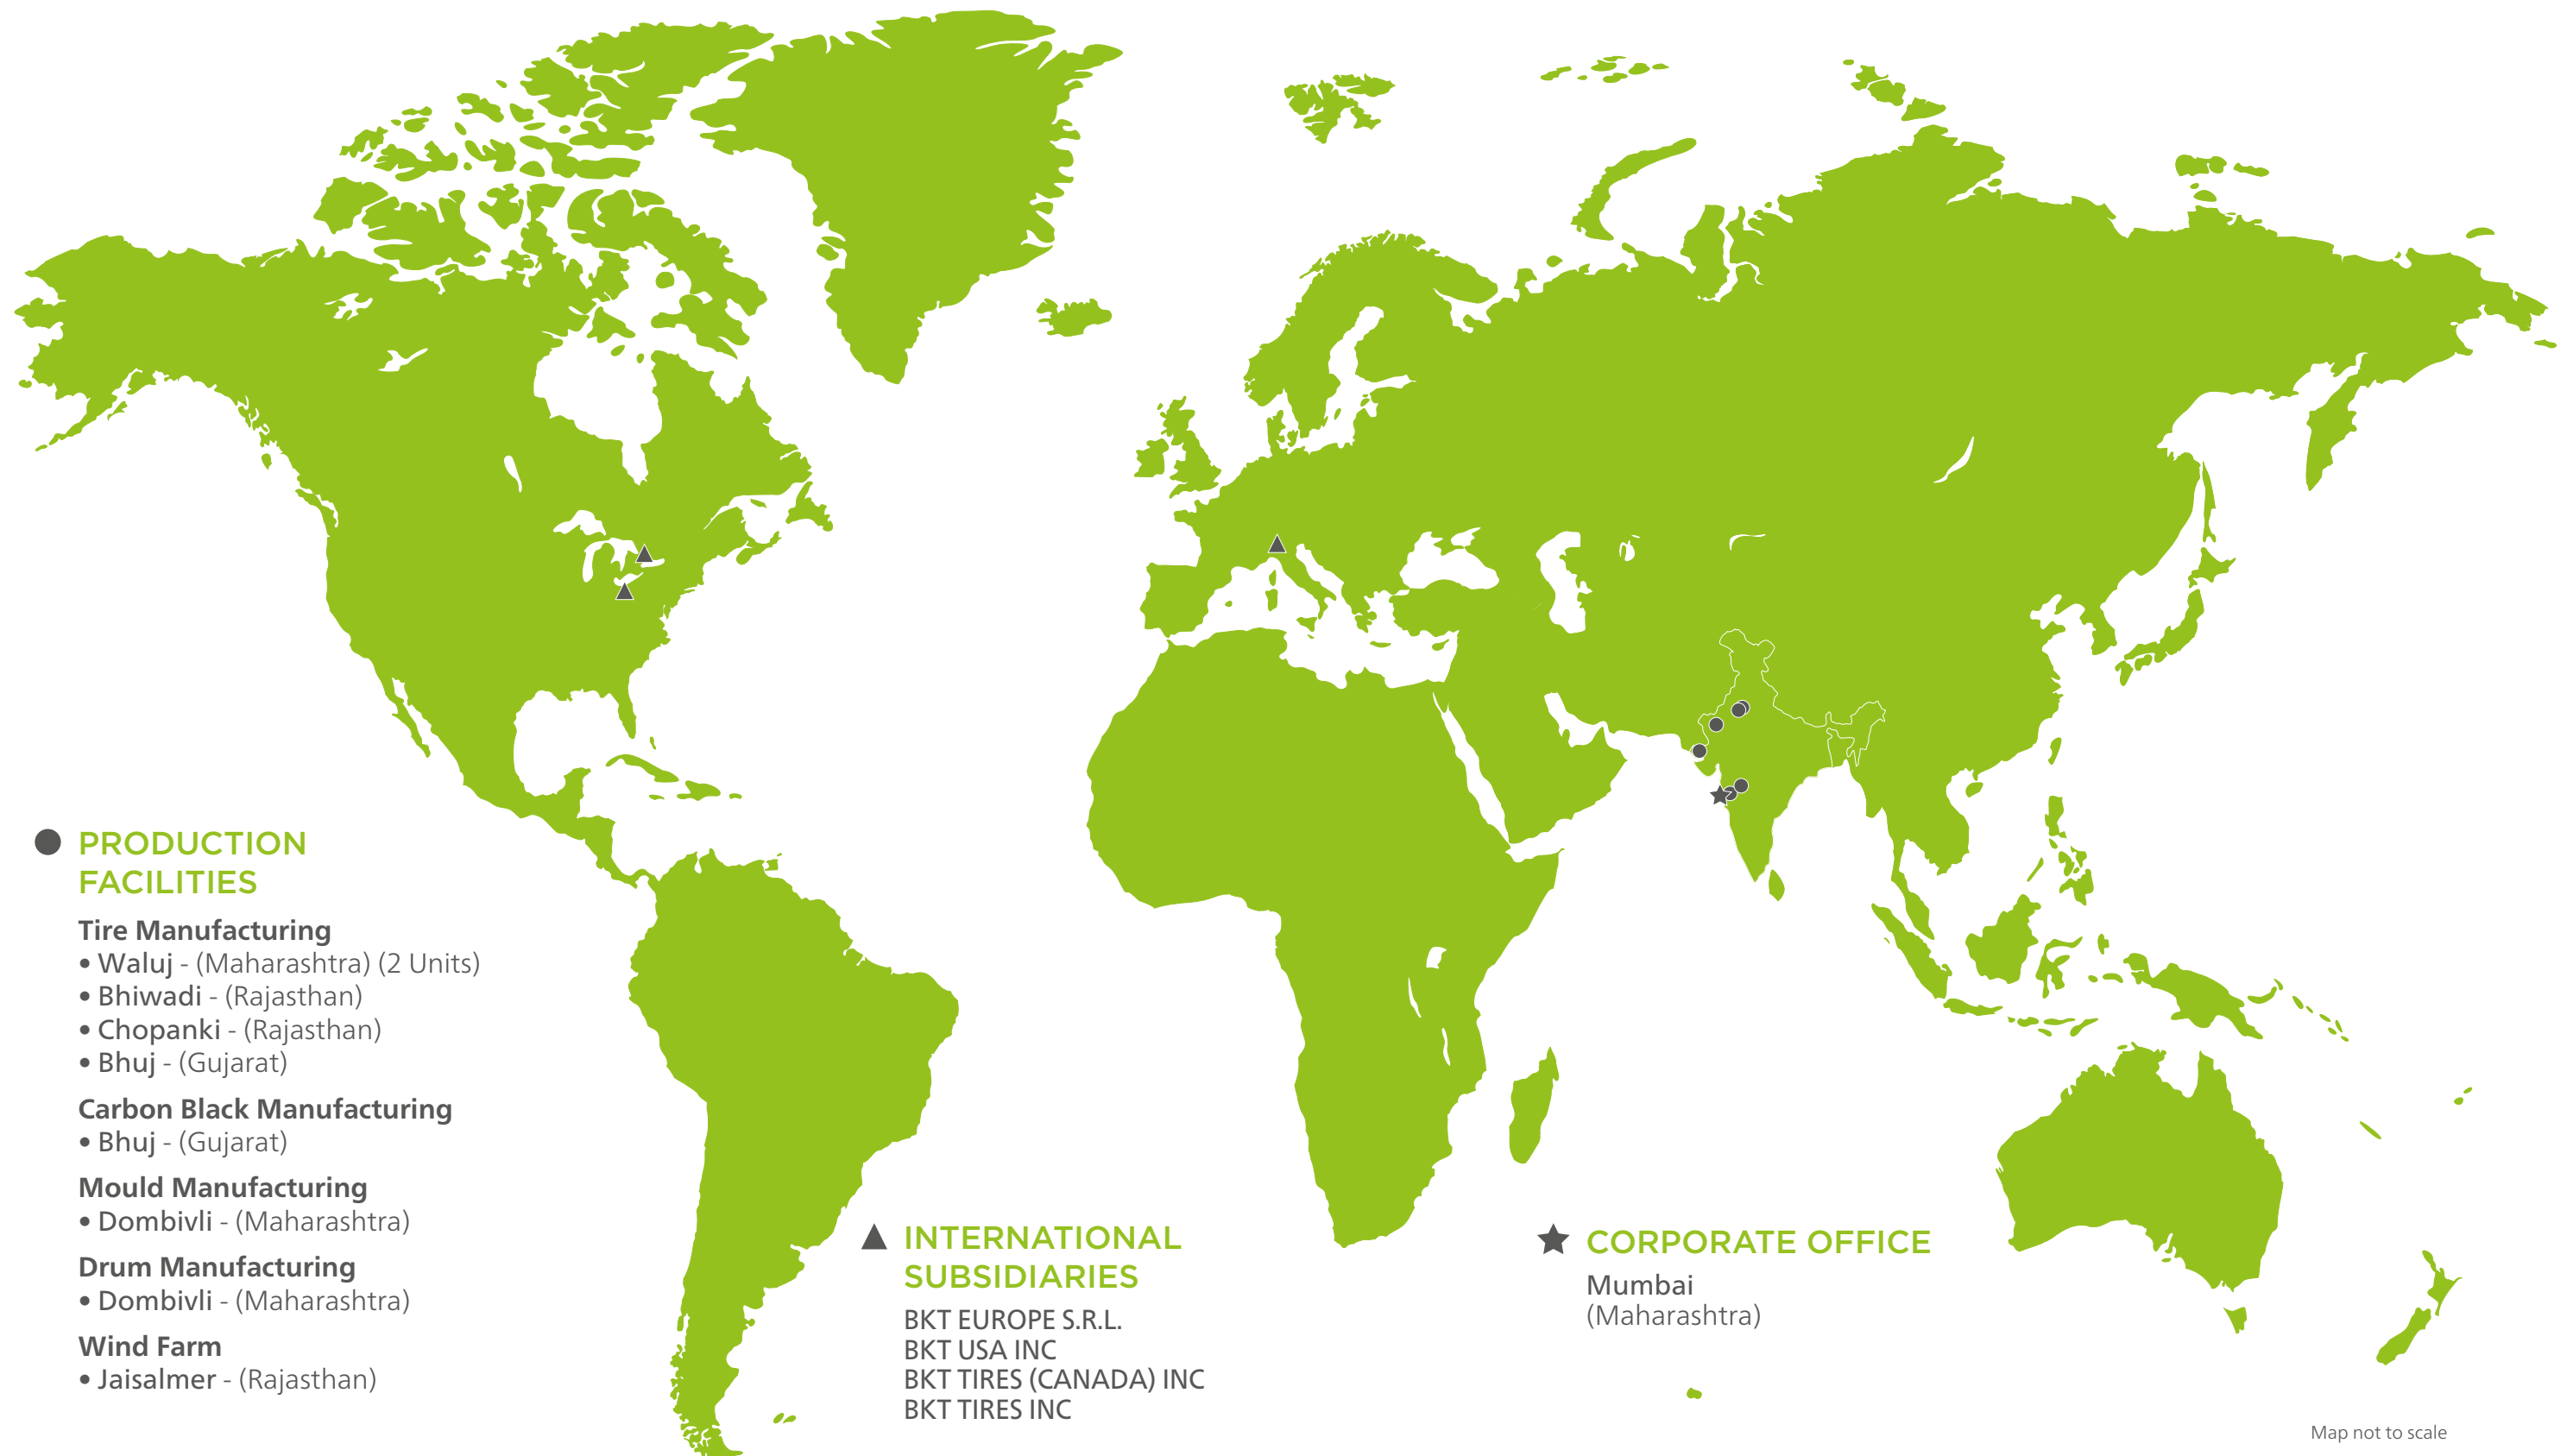 PRODUCTION
FACILITIES
Tire Manufacturing
• Waluj - (Maharashtra) (2 Units)
• Bhiwadi - (Rajasthan)
• Chopanki - (Rajasthan)
• Bhuj - (Gujarat)
Carbon Black Manufacturing
• Bhuj - (Gujarat)
Mould Manufacturing
• Dombivli - (Maharashtra)
Drum Manufacturing
• Dombivli - (Maharashtra)
Wind Farm
• Jaisalmer - (Rajasthan)
INTERNATIONAL
SUBSIDIARIES
BKT EUROPE S.R.L.
BKT USA INC
BKT TIRES (CANADA) INC
BKT TIRES INC
CORPORATE OFFICE
Mumbai
(Maharashtra)
Map not to scale